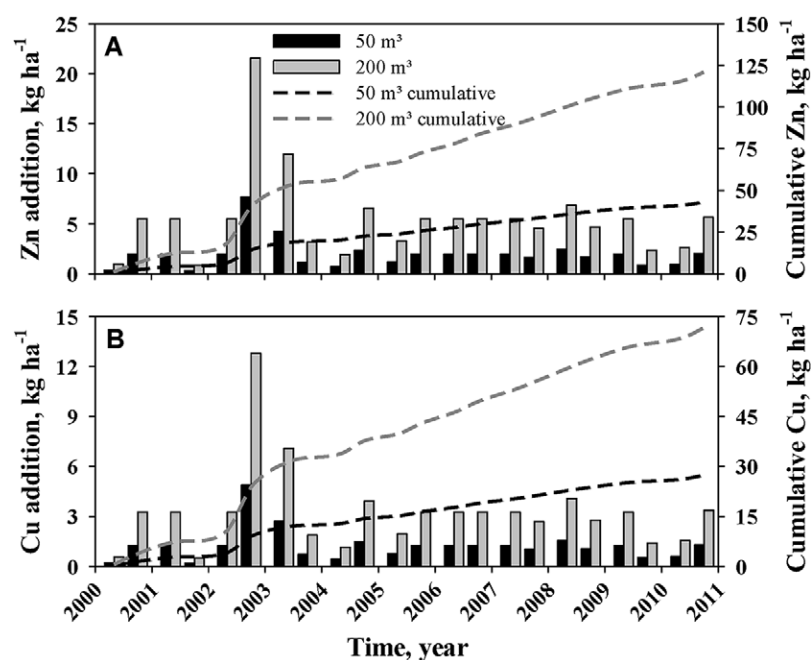 A
50 m³
200 m³
50 m³ cumulative
200 m³ cumulative
Zn addition, kg ha⁻¹
25
20
15
10
5
0
Cumulative Zn, kg ha⁻¹
150
125
100
75
50
25
0
B
Cu addition, kg ha⁻¹
15
12
9
6
3
0
Cumulative Cu, kg ha⁻¹
75
60
45
30
15
0
2000 2001 2002 2003 2004 2005 2006 2007 2008 2009 2010 2011
Time, year